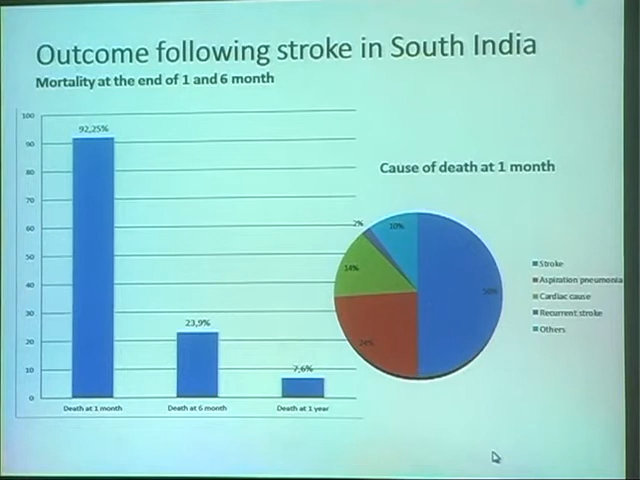 Outcome following stroke in South India
Mortality at the end of 1 and 6 month
100
90
80
70
60
50
40
30
20
10
0
92,25%
23,9%
7,6%
Death at 1 month
Death at 6 month
Death at 1 year
Cause of death at 1 month
2%
10%
14%
50%
24%
Stroke
Aspiration pneumonia
Cardiac cause
Recurrent stroke
Others